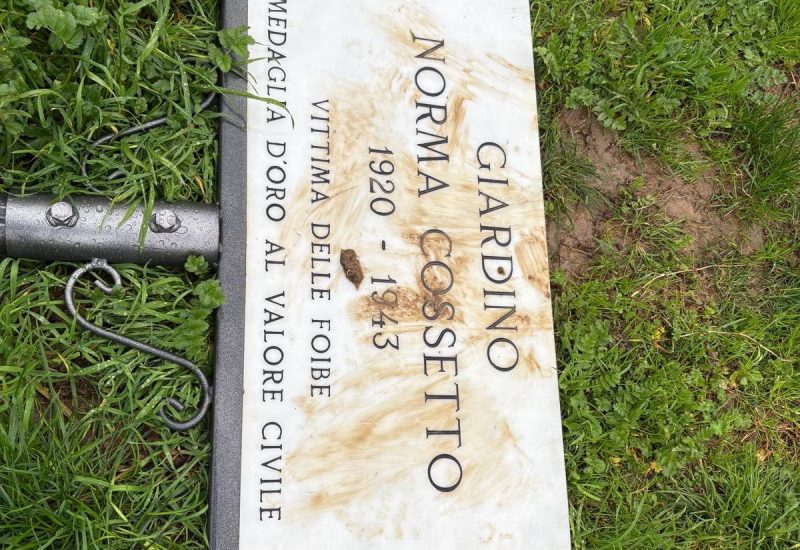 GIARDINO
NORMA COSSETTO
1920 - 1943
VITTIMA DELLE FOIBE
MEDAGLIA D'ORO AL VALORE CIVILE